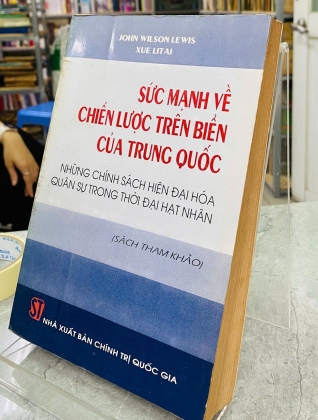 JOHN WILSON LEWIS
XUE LITAI
SỨC MẠNH VỀ
CHIẾN LƯỢC TRÊN BIỂN
CỦA TRUNG QUỐC
NHỮNG CHÍNH SÁCH HIỆN ĐẠI HÓA
QUÂN SỰ TRONG THỜI ĐẠI HẠT NHÂN
(SÁCH THAM KHẢO)
ST NHÀ XUẤT BẢN CHÍNH TRỊ QUỐC GIA